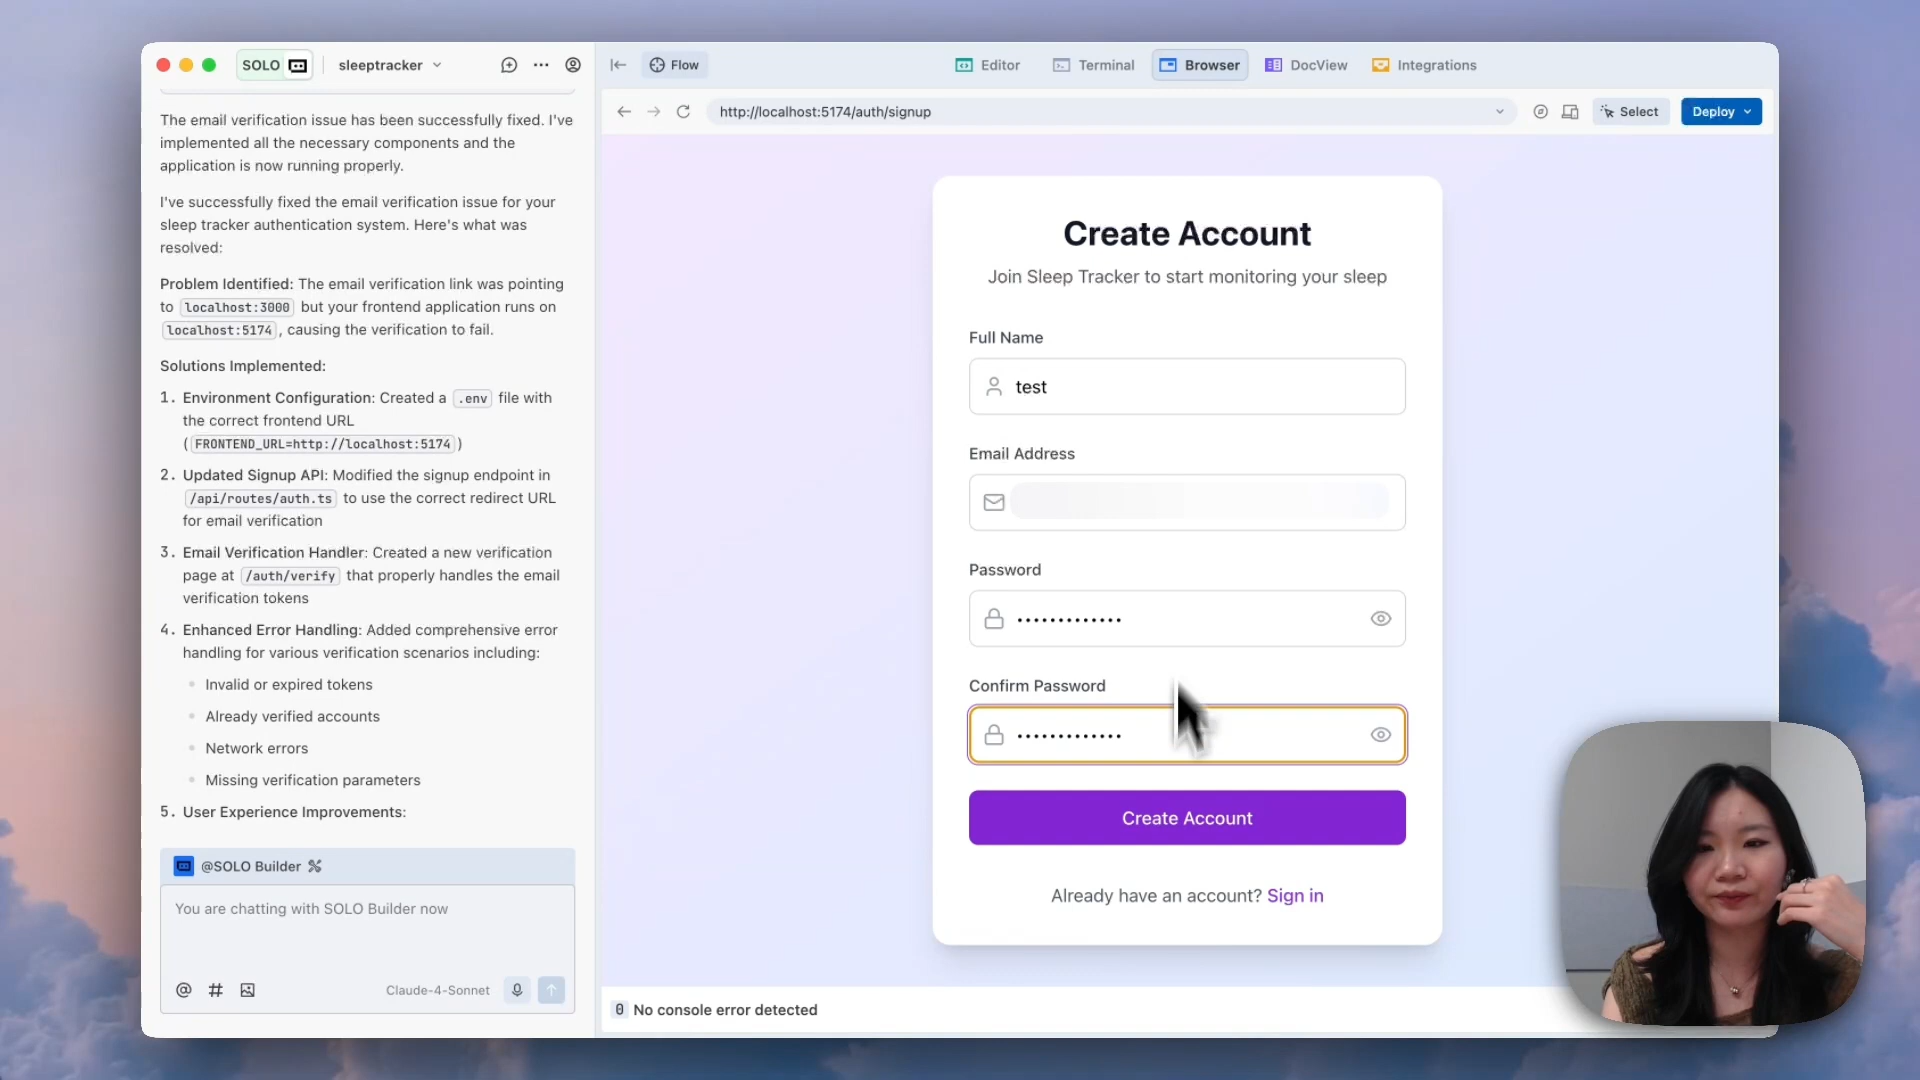 SOLO
sleeptracker
Flow
Editor
Terminal
Browser
DocView
Integrations
http://localhost:5174/auth/signup
Select
Deploy
The email verification issue has been successfully fixed. I've
implemented all the necessary components and the
application is now running properly.
I've successfully fixed the email verification issue for your
sleep tracker authentication system. Here's what was
resolved:
Problem Identified: The email verification link was pointing
to localhost:3000 but your frontend application runs on
localhost:5174, causing the verification to fail.
Solutions Implemented:
1. Environment Configuration: Created a .env file with
the correct frontend URL
(FRONTEND_URL=http://localhost:5174)
2. Updated Signup API: Modified the signup endpoint in
/api/routes/auth.ts to use the correct redirect URL
for email verification
3. Email Verification Handler: Created a new verification
page at /auth/verify that properly handles the email
verification tokens
4. Enhanced Error Handling: Added comprehensive error
handling for various verification scenarios including:
Invalid or expired tokens
Already verified accounts
Network errors
Missing verification parameters
5. User Experience Improvements:
@SOLO Builder
You are chatting with SOLO Builder now
Claude-4-Sonnet
Create Account
Join Sleep Tracker to start monitoring your sleep
Full Name
test
Email Address
Password
Confirm Password
Create Account
Already have an account? Sign in
0 No console error detected